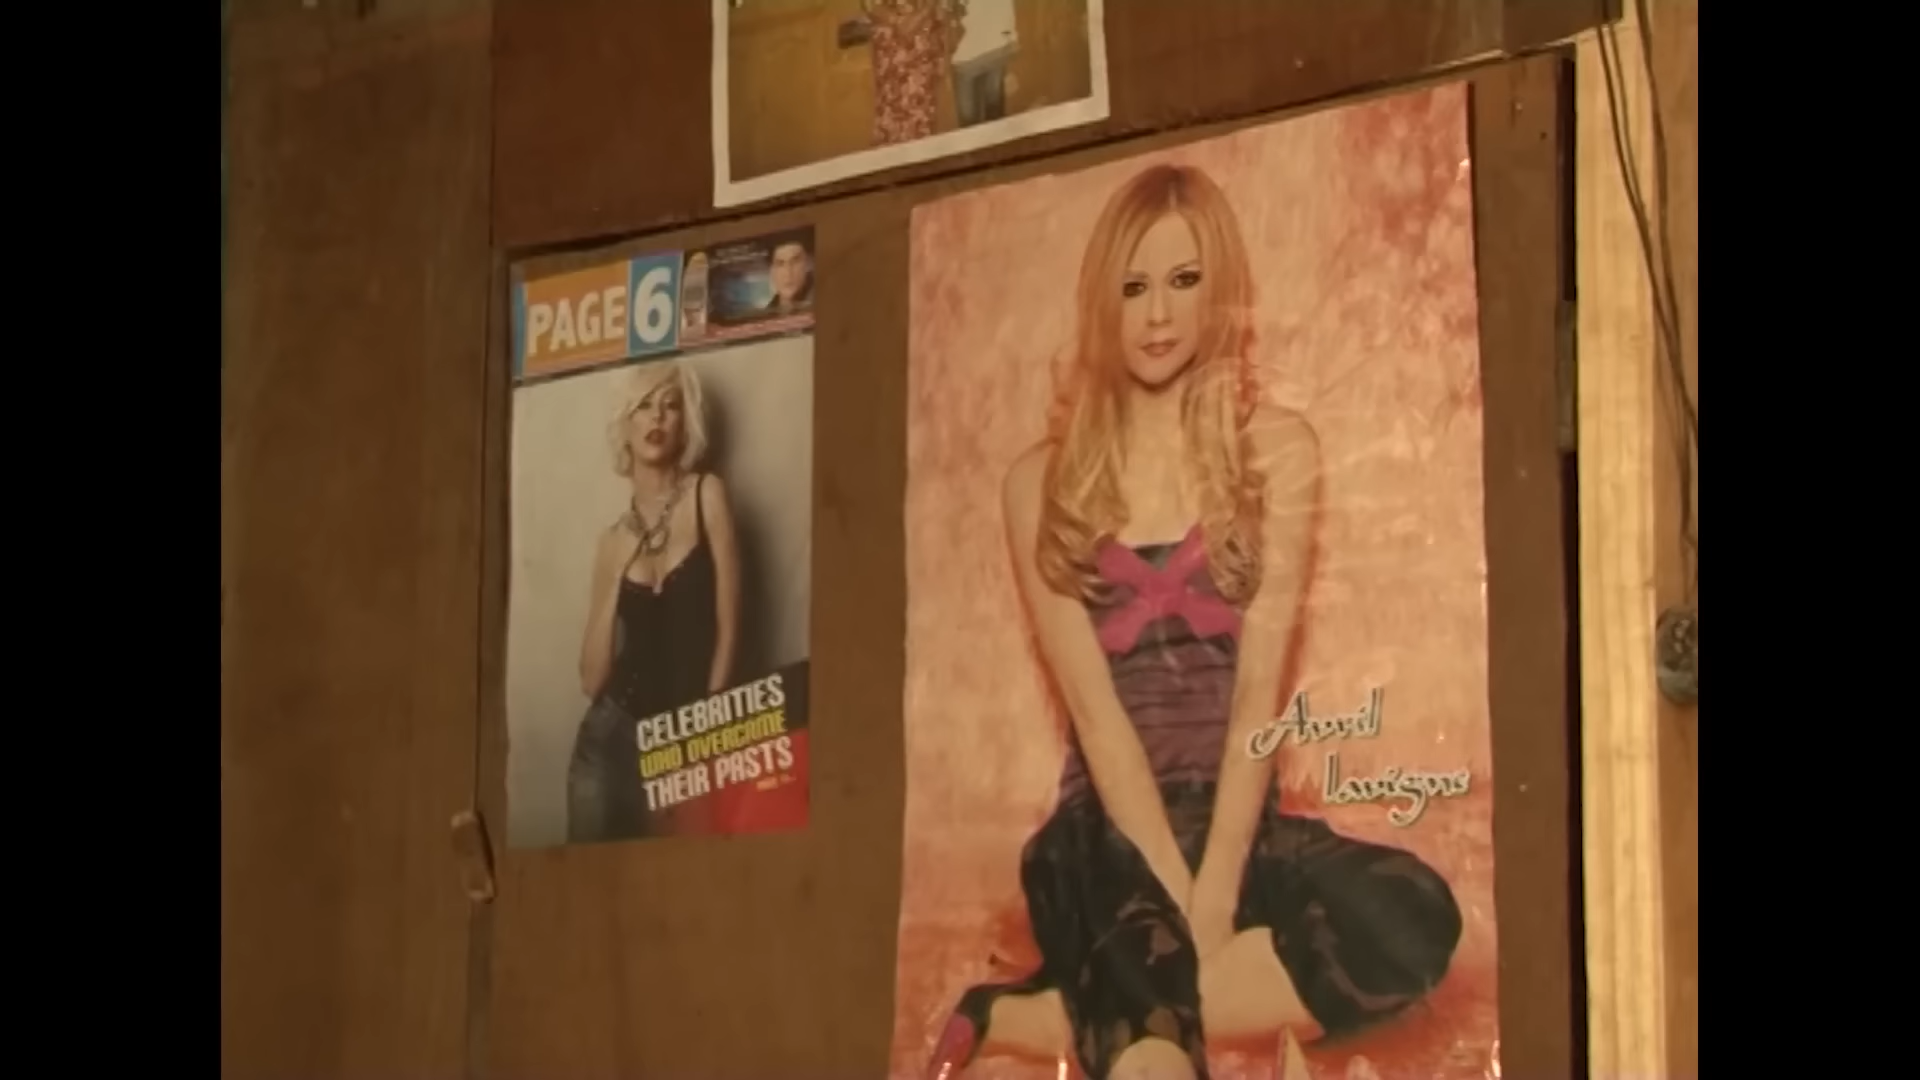 PAGE 6
CELEBRITIES
WHO OVERCAME
THEIR PASTS
Avril
lavigne